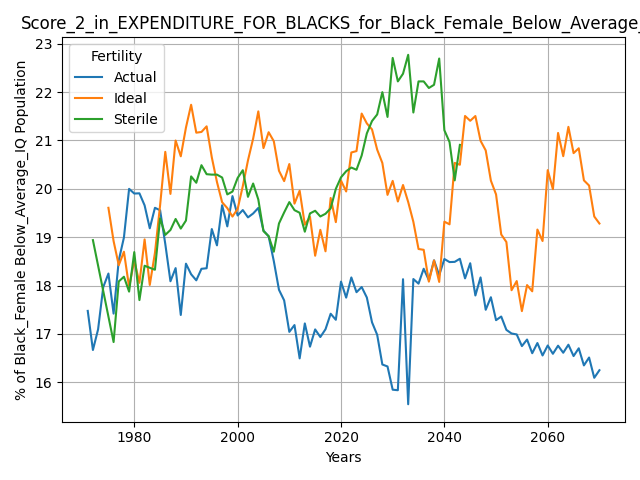 Score_2_in_EXPENDITURE_FOR_BLACKS_for_Black_Female_Below_Average_
23
22
21
20
19
18
17
16
% of Black_Female Below_Average_IQ Population
Fertility
Actual
Ideal
Sterile
1980
2000
2020
2040
2060
Years